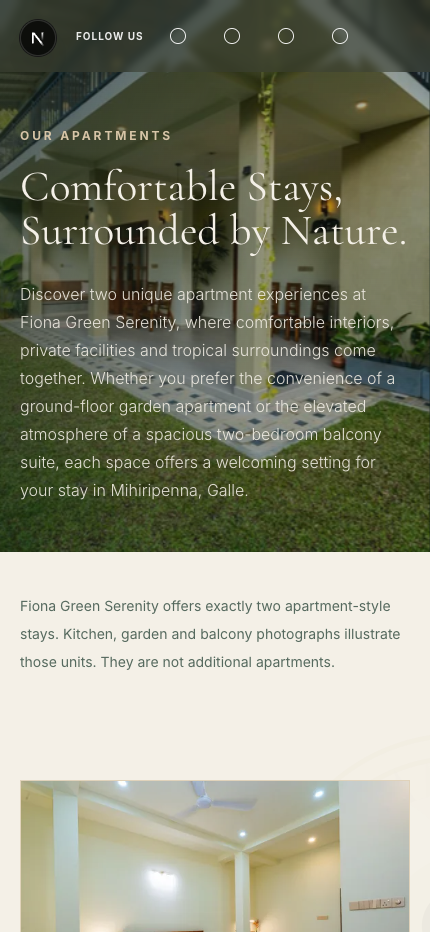 N
FOLLOW US
OUR APARTMENTS
Comfortable Stays,
Surrounded by Nature.
Discover two unique apartment experiences at
Fiona Green Serenity, where comfortable interiors,
private facilities and tropical surroundings come
together. Whether you prefer the convenience of a
ground-floor garden apartment or the elevated
atmosphere of a spacious two-bedroom balcony
suite, each space offers a welcoming setting for
your stay in Mihiripenna, Galle.
Fiona Green Serenity offers exactly two apartment-style
stays. Kitchen, garden and balcony photographs illustrate
those units. They are not additional apartments.